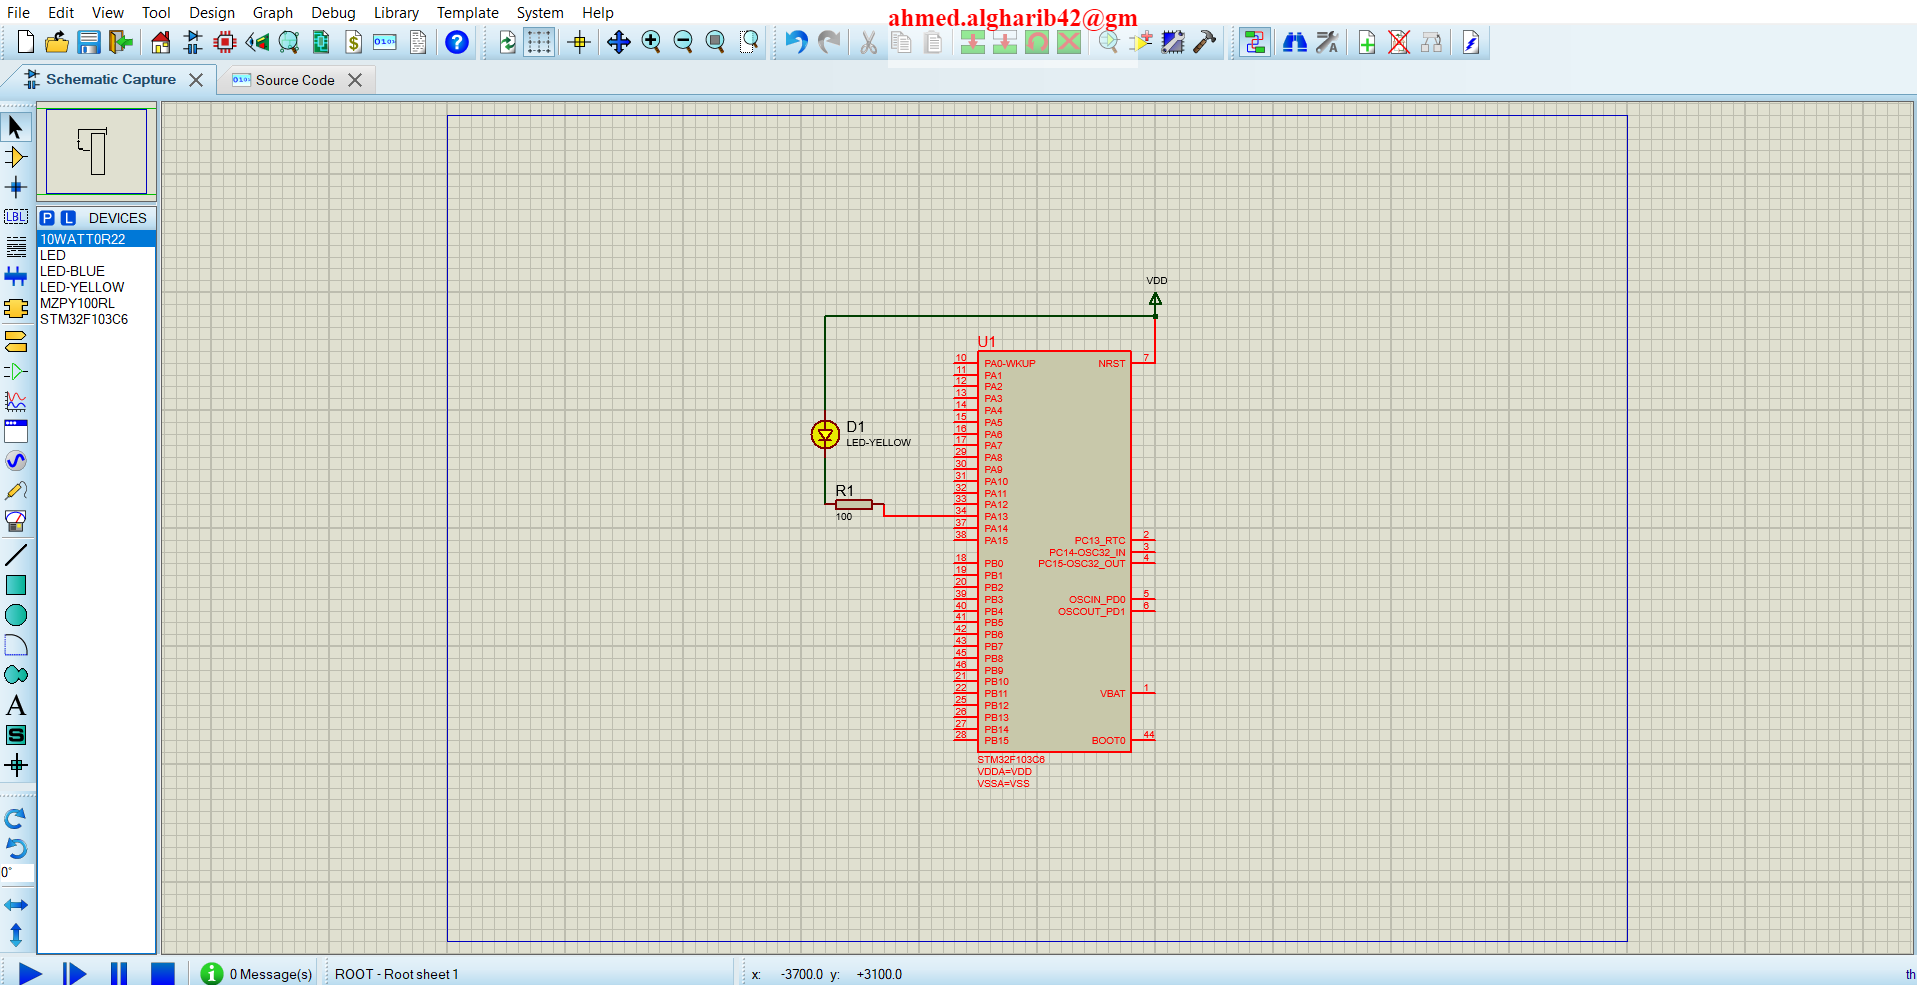 File Edit View Tool Design Graph Debug Library Template System Help
ahmed.algharib42@gm
Schematic Capture
Source Code
P L DEVICES
10WATT0R22
LED
LED-BLUE
LED-YELLOW
MZPY100RL
STM32F103C6
LBL
A
S
0°
VDD
U1
10 PA0-WKUP NRST 7
11 PA1
12 PA2
13 PA3
14 PA4
15 PA5
16 PA6
17 PA7
29 PA8
30 PA9
31 PA10
32 PA11
33 PA12
34 PA13
37 PA14
38 PA15 PC13_RTC 2
PC14-OSC32_IN 3
18 PB0 PC15-OSC32_OUT 4
19 PB1
20 PB2
39 PB3 OSCIN_PD0 5
40 PB4 OSCOUT_PD1 6
41 PB5
42 PB6
43 PB7
45 PB8
46 PB9
21 PB10
22 PB11 VBAT 1
25 PB12
26 PB13
27 PB14
28 PB15 BOOT0 44
STM32F103C6
VDDA=VDD
VSSA=VSS
D1
LED-YELLOW
R1
100
0 Message(s) ROOT - Root sheet 1 x: -3700.0 y: +3100.0 th